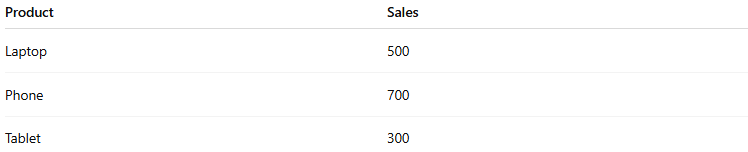 Product Sales
Laptop 500
Phone 700
Tablet 300